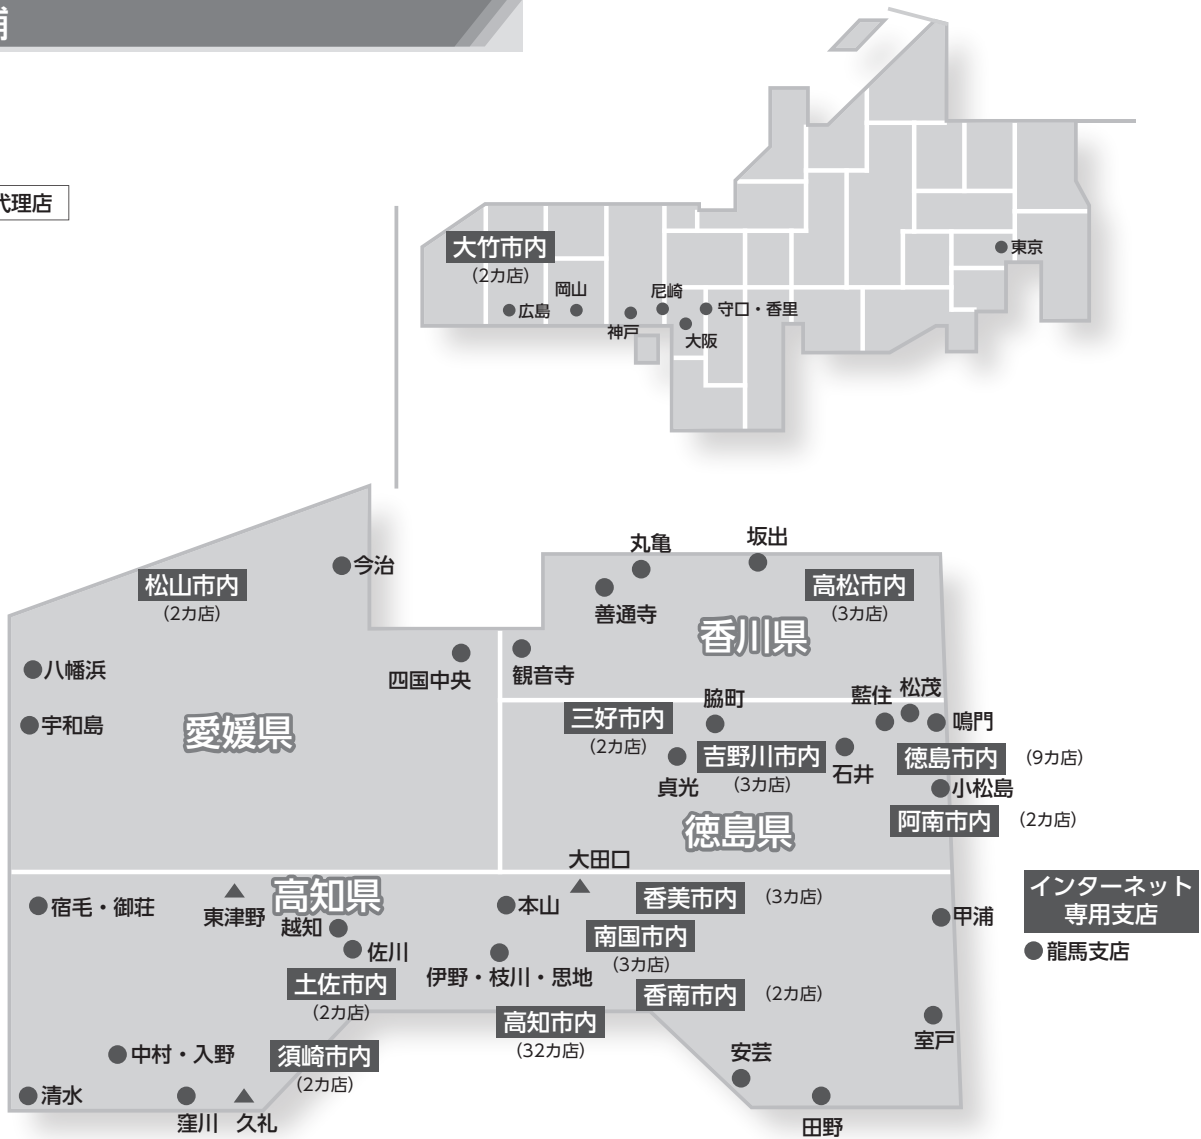 舗
代理店
大竹市内
(2カ店)
広島
岡山
神戸
尼崎
大阪
守口・香里
東京
今治
松山市内
(2カ店)
八幡浜
宇和島
愛媛県
四国中央
丸亀
坂出
善通寺
高松市内
(3カ店)
香川県
観音寺
三好市内
(2カ店)
脇町
貞光
吉野川市内
(3カ店)
石井
藍住
松茂
鳴門
徳島市内
(9カ店)
小松島
阿南市内
(2カ店)
徳島県
大田口
高知県
宿毛・御荘
東津野
越知
佐川
土佐市内
(2カ店)
本山
伊野・枝川・思地
香美市内
(3カ店)
南国市内
(3カ店)
香南市内
(2カ店)
高知市内
(32カ店)
甲浦
室戸
安芸
田野
中村・入野
須崎市内
(2カ店)
清水
窪川
久礼
インターネット
専用支店
龍馬支店